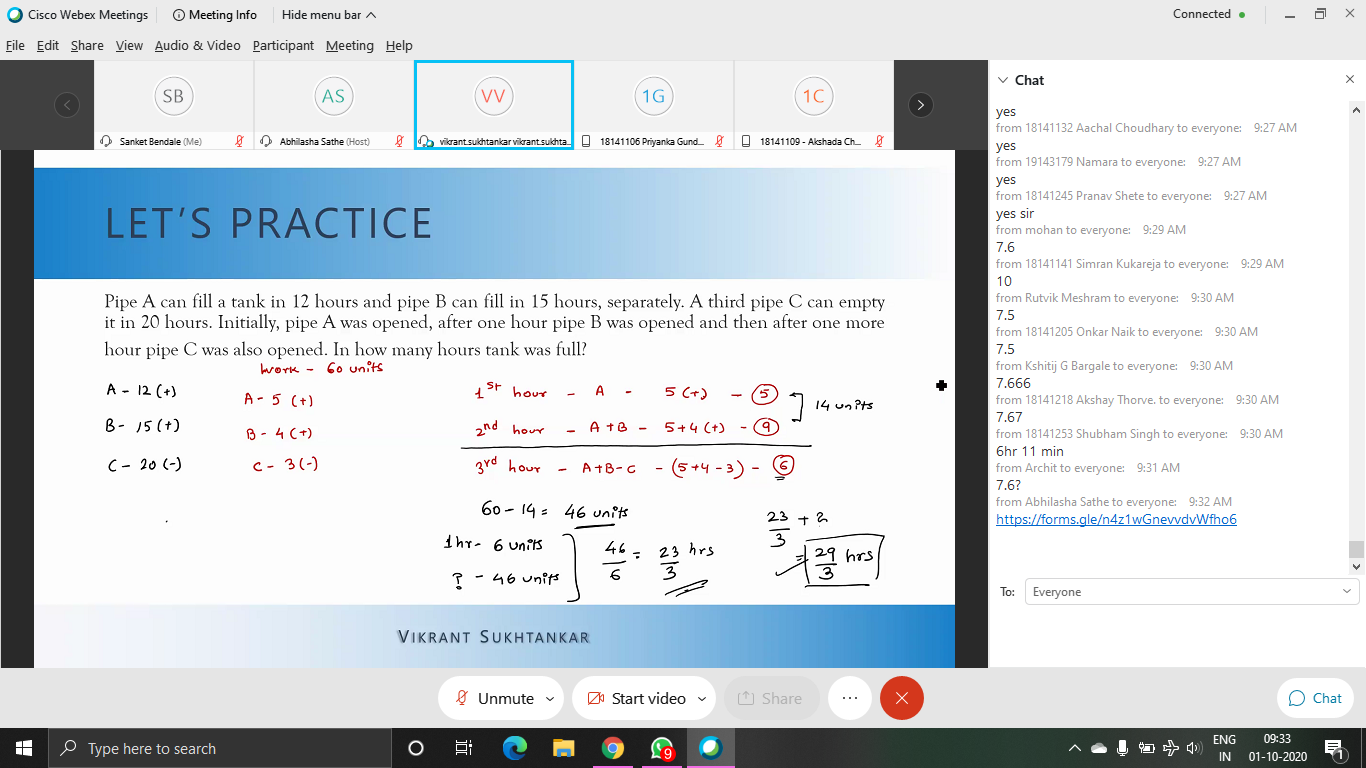 Cisco Webex Meetings
Meeting Info
Hide menu bar
Connected
File Edit Share View Audio & Video Participant Meeting Help
SB
AS
VV
1G
1C
Sanket Bendale (Me)
Abhilasha Sathe (Host)
vikrant.sukhtankar vikrant.sukhta...
18141106 Priyanka Gund...
18141109 - Akshada Ch...
LET'S PRACTICE
Pipe A can fill a tank in 12 hours and pipe B can fill in 15 hours, separately. A third pipe C can empty
it in 20 hours. Initially, pipe A was opened, after one hour pipe B was opened and then after one more
hour pipe C was also opened. In how many hours tank was full?
Work - 60 units
A - 12 (+)
B - 15 (+)
C - 20 (-)
A - 5 (+)
B - 4 (+)
C - 3 (-)
1st hour - A - 5 (+) - 5
2nd hour - A+B - 5+4 (+) - 9
14 units
3rd hour - A+B-C - (5+4-3) - 6
60 - 14 = 46 units
1hr - 6 units
? - 46 units
46/6 = 23/3 hrs
23/3 + 2
= 29/3 hrs
VIKRANT SUKHTANKAR
Chat
yes
from 18141132 Aachal Choudhary to everyone: 9:27 AM
yes
from 19143179 Namara to everyone: 9:27 AM
yes
from 18141245 Pranav Shete to everyone: 9:27 AM
yes sir
from mohan to everyone: 9:29 AM
7.6
from 18141141 Simran Kukareja to everyone: 9:29 AM
10
from Rutvik Meshram to everyone: 9:30 AM
7.5
from 18141205 Onkar Naik to everyone: 9:30 AM
7.5
from Kshitij G Bargale to everyone: 9:30 AM
7.666
from 18141218 Akshay Thorve. to everyone: 9:30 AM
7.67
from 18141253 Shubham Singh to everyone: 9:30 AM
6hr 11 min
from Archit to everyone: 9:31 AM
7.6?
from Abhilasha Sathe to everyone: 9:32 AM
https://forms.gle/n4z1wGnevvdvWfho6
To: Everyone
Unmute
Start video
Share
Chat
Type here to search
9
ENG
IN
09:33
01-10-2020
1